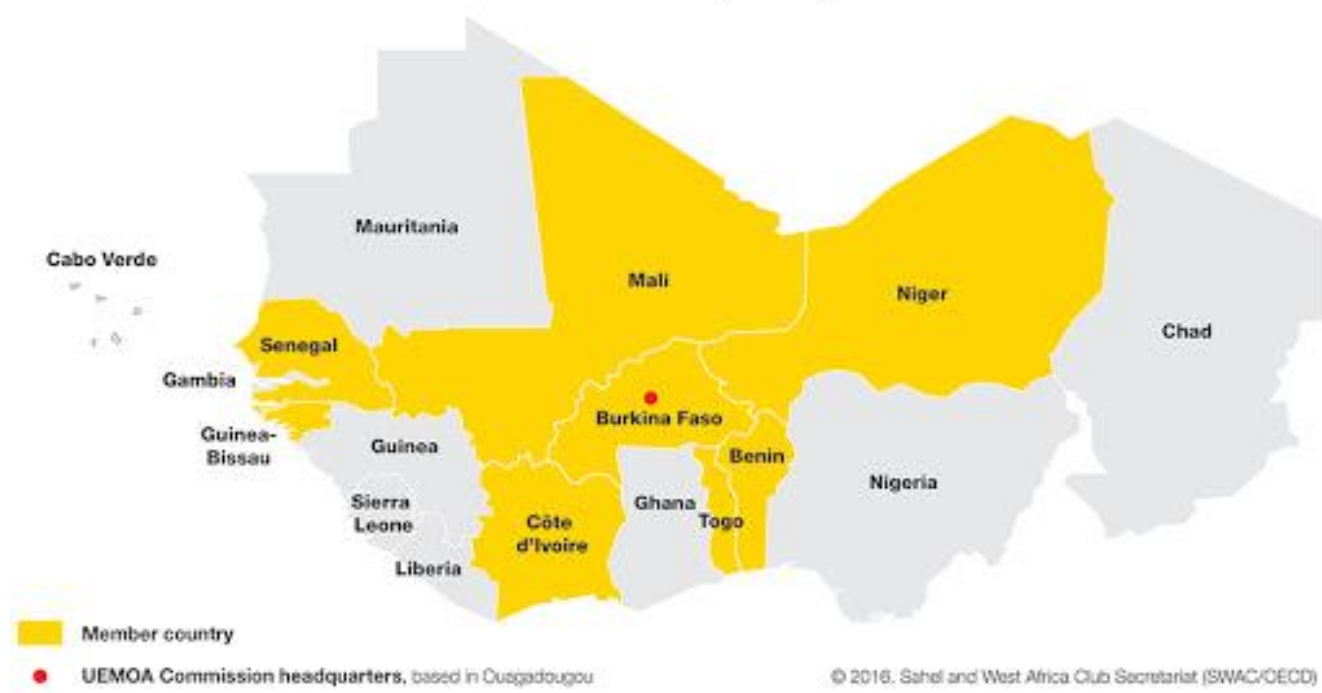 Mauritania
Cabo Verde
Mali
Niger
Chad
Senegal
Gambia
Burkina Faso
Guinea-
Bissau
Guinea
Benin
Nigeria
Sierra
Leone
Ghana
Togo
Côte
d'Ivoire
Liberia
Member country
UEMOA Commission headquarters, based in Ouagadougou
© 2016. Sahel and West Africa Club Secretariat (SWAC/OECD)